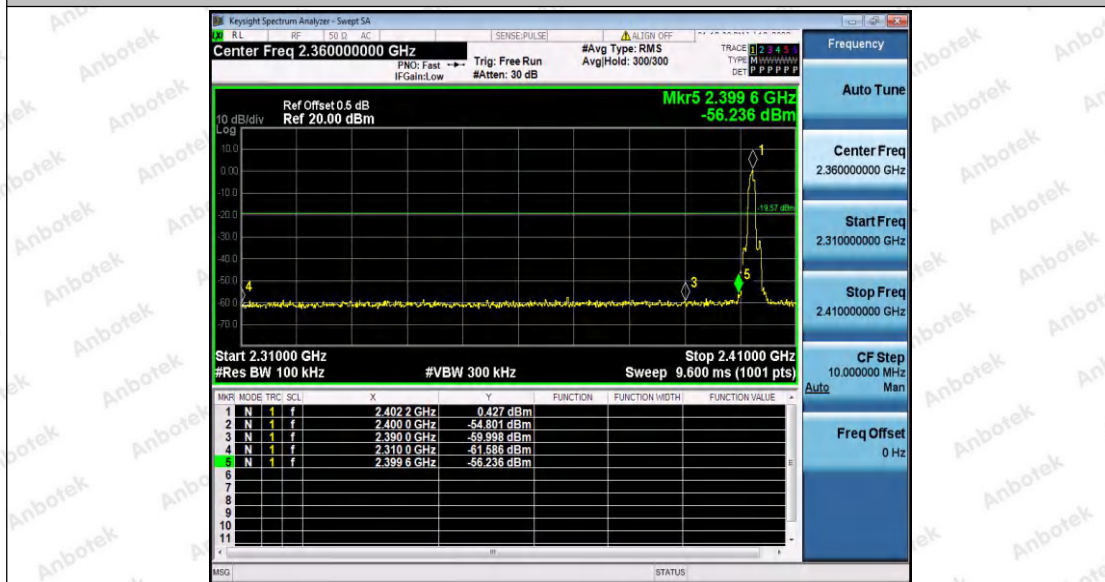 Keysight Spectrum Analyzer - Swept SA
RL RF 50 Ω AC SENSE:PULSE ALIGN OFF
Center Freq 2.360000000 GHz
PNO: Fast
IFGain:Low
Trig: Free Run
#Atten: 30 dB
#Avg Type: RMS
Avg|Hold: 300/300
TRACE 1 2 3 4 5 6
TYPE M
DET P P P P P P
Ref Offset 0.5 dB
Ref 20.00 dBm
10 dB/div
Log
Mkr5 2.399 6 GHz
-56.236 dBm
10.0
0.00
-10.0
-20.0
-30.0
-40.0
-50.0
-60.0
-70.0
1
-19.57 dBm
4
3
5
Start 2.31000 GHz
Stop 2.41000 GHz
#Res BW 100 kHz
#VBW 300 kHz
Sweep 9.600 ms (1001 pts)
MKR MODE TRC SCL X Y FUNCTION FUNCTION WIDTH FUNCTION VALUE
1 N 1 f 2.402 2 GHz 0.427 dBm
2 N 1 f 2.400 0 GHz -54.801 dBm
3 N 1 f 2.390 0 GHz -59.998 dBm
4 N 1 f 2.310 0 GHz -61.586 dBm
5 N 1 f 2.399 6 GHz -56.236 dBm
6
7
8
9
10
11
MSG
STATUS
Frequency
Auto Tune
Center Freq
2.360000000 GHz
Start Freq
2.310000000 GHz
Stop Freq
2.410000000 GHz
CF Step
10.000000 MHz
Auto Man
Freq Offset
0 Hz
Anbotek